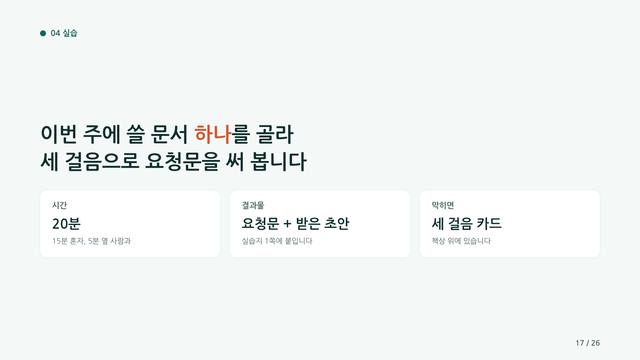 04 실습
이번 주에 쓸 문서 하나를 골라
세 걸음으로 요청문을 써 봅니다
시간
20분
15분 혼자, 5분 옆 사람과
결과물
요청문 + 받은 초안
실습지 1쪽에 붙입니다
막히면
세 걸음 카드
책상 위에 있습니다
17 / 26